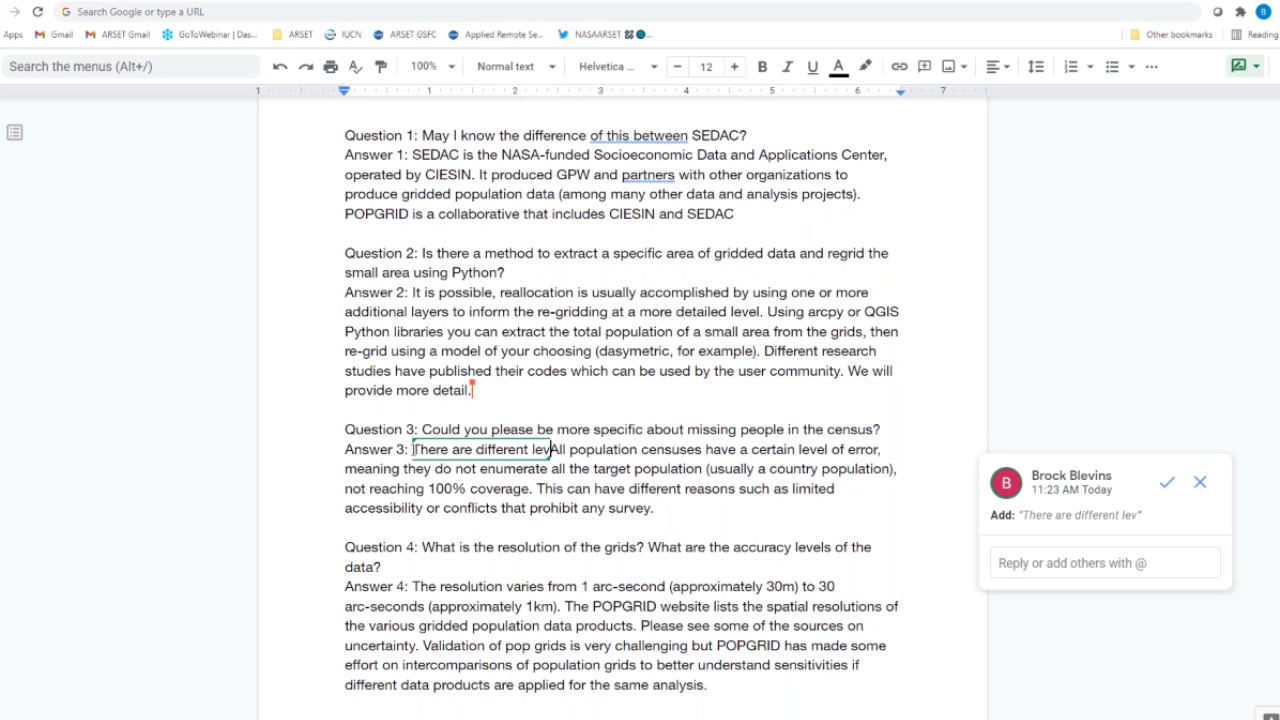 Search Google or type a URL
B
Apps Gmail ARSET Gmail GoToWebinar | Das... ARSET IUCN ARSET GSFC Applied Remote Se... NASAARSET Other bookmarks Reading
Search the menus (Alt+/) 100% Normal text Helvetica ... 12 B I U A
1 1 2 3 4 5 6 7
Question 1: May I know the difference of this between SEDAC?
Answer 1: SEDAC is the NASA-funded Socioeconomic Data and Applications Center,
operated by CIESIN. It produced GPW and partners with other organizations to
produce gridded population data (among many other data and analysis projects).
POPGRID is a collaborative that includes CIESIN and SEDAC
Question 2: Is there a method to extract a specific area of gridded data and regrid the
small area using Python?
Answer 2: It is possible, reallocation is usually accomplished by using one or more
additional layers to inform the re-gridding at a more detailed level. Using arcpy or QGIS
Python libraries you can extract the total population of a small area from the grids, then
re-grid using a model of your choosing (dasymetric, for example). Different research
studies have published their codes which can be used by the user community. We will
provide more detail.
Question 3: Could you please be more specific about missing people in the census?
Answer 3: There are different levAll population censuses have a certain level of error,
meaning they do not enumerate all the target population (usually a country population),
not reaching 100% coverage. This can have different reasons such as limited
accessibility or conflicts that prohibit any survey.
Question 4: What is the resolution of the grids? What are the accuracy levels of the
data?
Answer 4: The resolution varies from 1 arc-second (approximately 30m) to 30
arc-seconds (approximately 1km). The POPGRID website lists the spatial resolutions of
the various gridded population data products. Please see some of the sources on
uncertainty. Validation of pop grids is very challenging but POPGRID has made some
effort on intercomparisons of population grids to better understand sensitivities if
different data products are applied for the same analysis.
B
Brock Blevins
11:23 AM Today
Add: "There are different lev"
Reply or add others with @